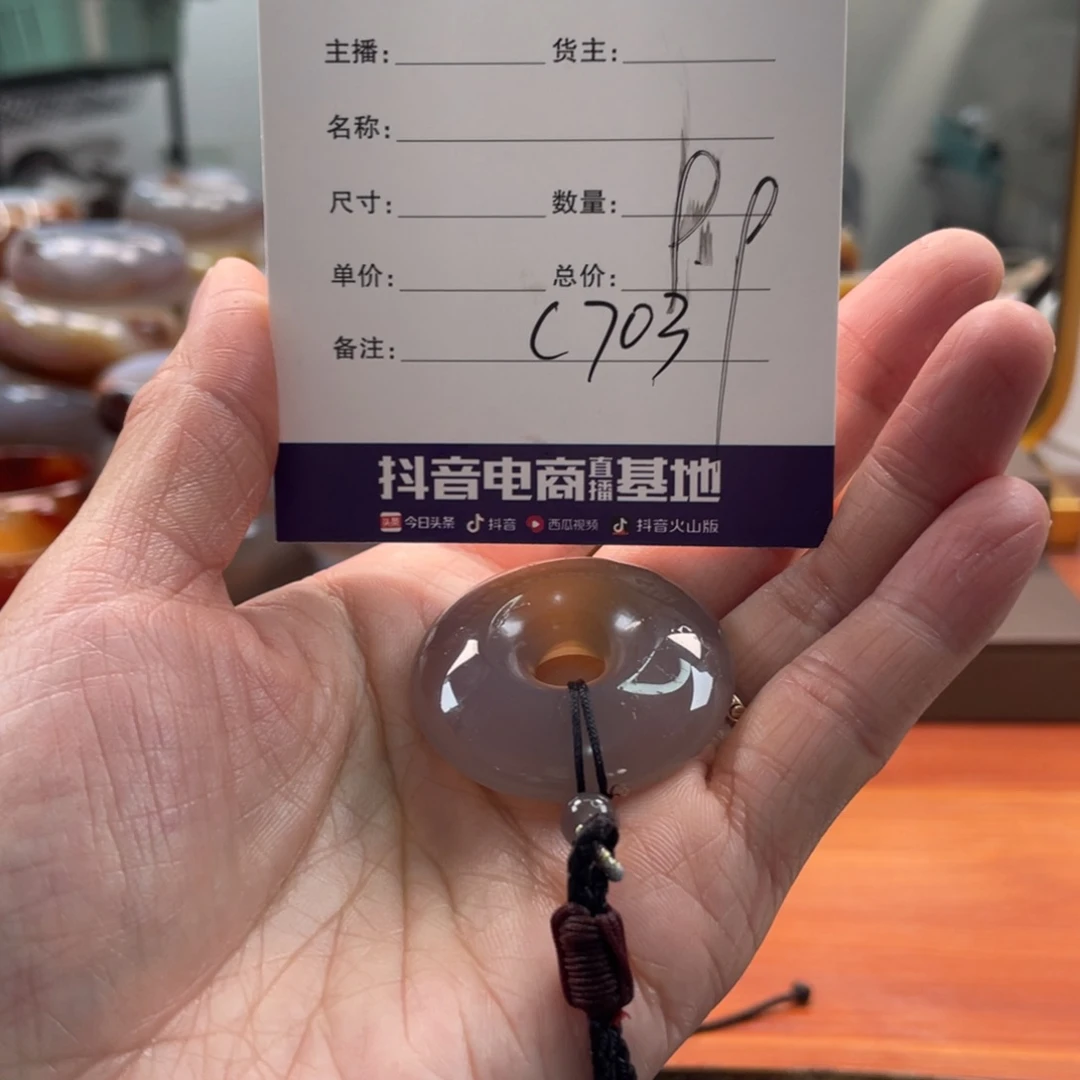 主播: 货主:
名称:
尺寸: 数量:
单价: 总价:
备注: C703
抖音电商直播基地
头条 今日头条 抖音 西瓜视频 抖音火山版